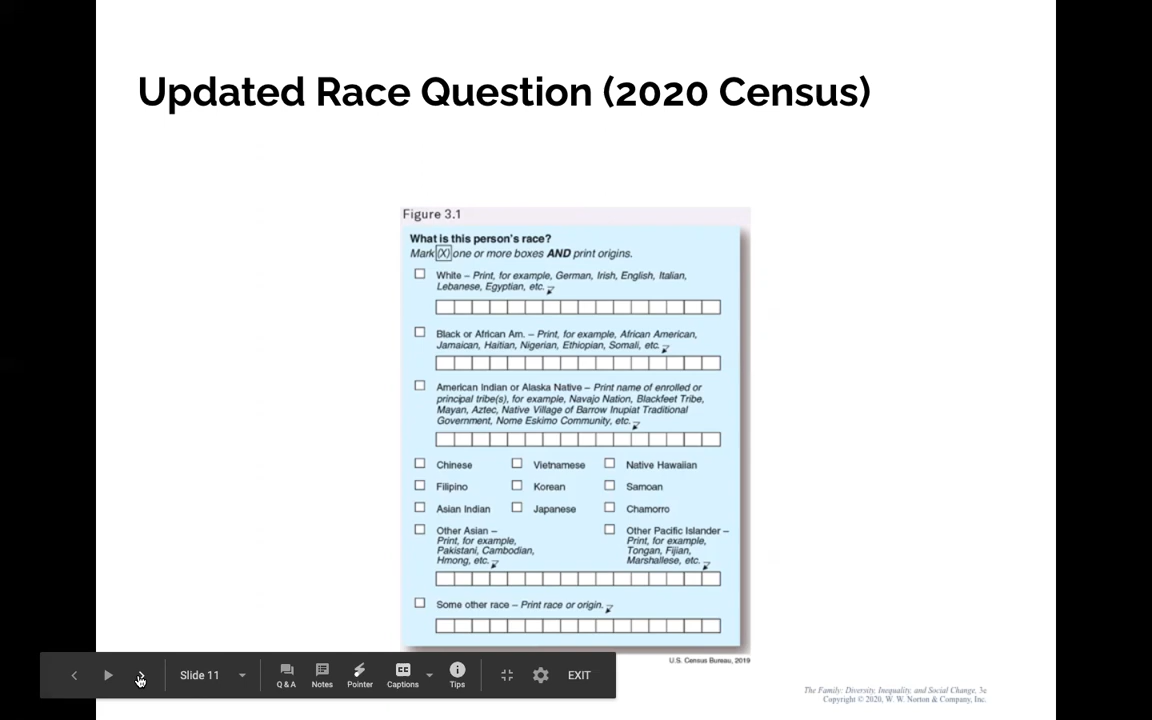 Updated Race Question (2020 Census)
Figure 3.1
What is this person's race?
Mark (X) one or more boxes AND print origins.
White – Print, for example, German, Irish, English, Italian,
Lebanese, Egyptian, etc.
Black or African Am. – Print, for example, African American,
Jamaican, Haitian, Nigerian, Ethiopian, Somali, etc.
American Indian or Alaska Native – Print name of enrolled or
principal tribe(s), for example, Navajo Nation, Blackfeet Tribe,
Mayan, Aztec, Native Village of Barrow Inupiat Traditional
Government, Nome Eskimo Community, etc.
Chinese Vietnamese Native Hawaiian
Filipino Korean Samoan
Asian Indian Japanese Chamorro
Other Asian –
Print, for example,
Pakistani, Cambodian,
Hmong, etc.
Other Pacific Islander –
Print, for example,
Tongan, Fijian,
Marshallese, etc.
Some other race – Print race or origin.
U.S. Census Bureau, 2019
Slide 11
Q & A Notes Pointer Captions Tips
EXIT
The Family: Diversity, Inequality, and Social Change, 3e
Copyright © 2020, W. W. Norton & Company, Inc.